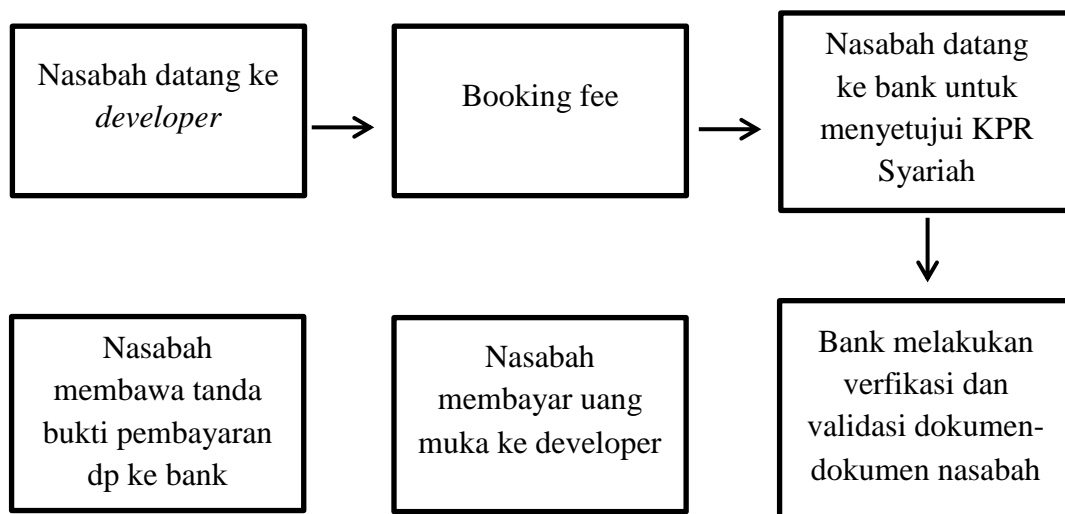 Nasabah datang ke
developer
Booking fee
Nasabah datang
ke bank untuk
menyetujui KPR
Syariah
Nasabah
membawa tanda
bukti pembayaran
dp ke bank
Nasabah
membayar uang
muka ke developer
Bank melakukan
verfikasi dan
validasi dokumen-
dokumen nasabah